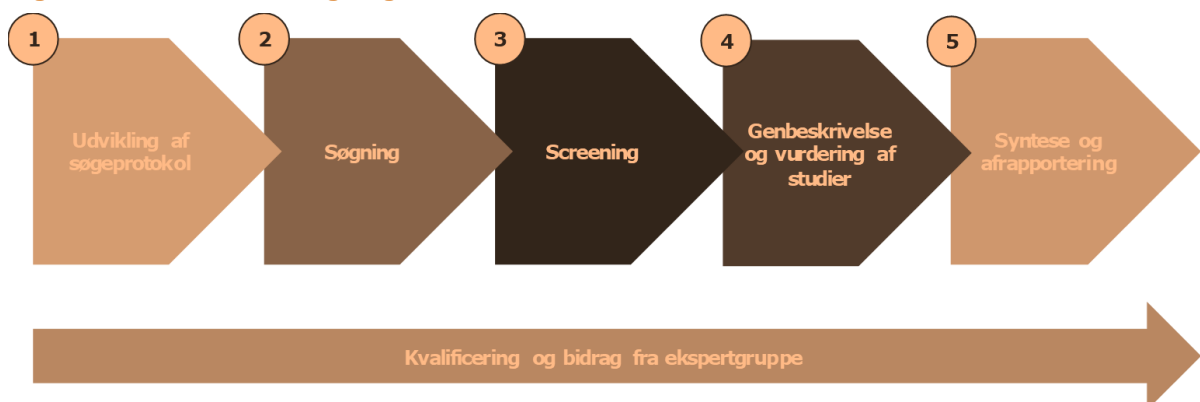 1
2
3
4
5
Udvikling af
søgeprotokol
Søgning
Screening
Genbeskrivelse
og vurdering af
studier
Syntese og
afrapportering
Kvalificering og bidrag fra ekspertgruppe